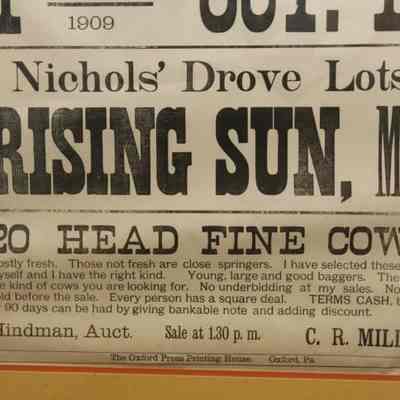 1909
Nichols' Drove Lots
RISING SUN, M
20 HEAD FINE COW
ostly fresh. Those not fresh are close springers. I have selected these
yself and I have the right kind. Young, large and good baggers. The
e kind of cows you are looking for. No underbidding at my sales. No
old before the sale. Every person has a square deal. TERMS CASH, b
90 days can be had by giving bankable note and adding discount.
Hindman, Auct. Sale at 1.30 p. m. C. R. MILL
The Oxford Press Printing House. Oxford, Pa.